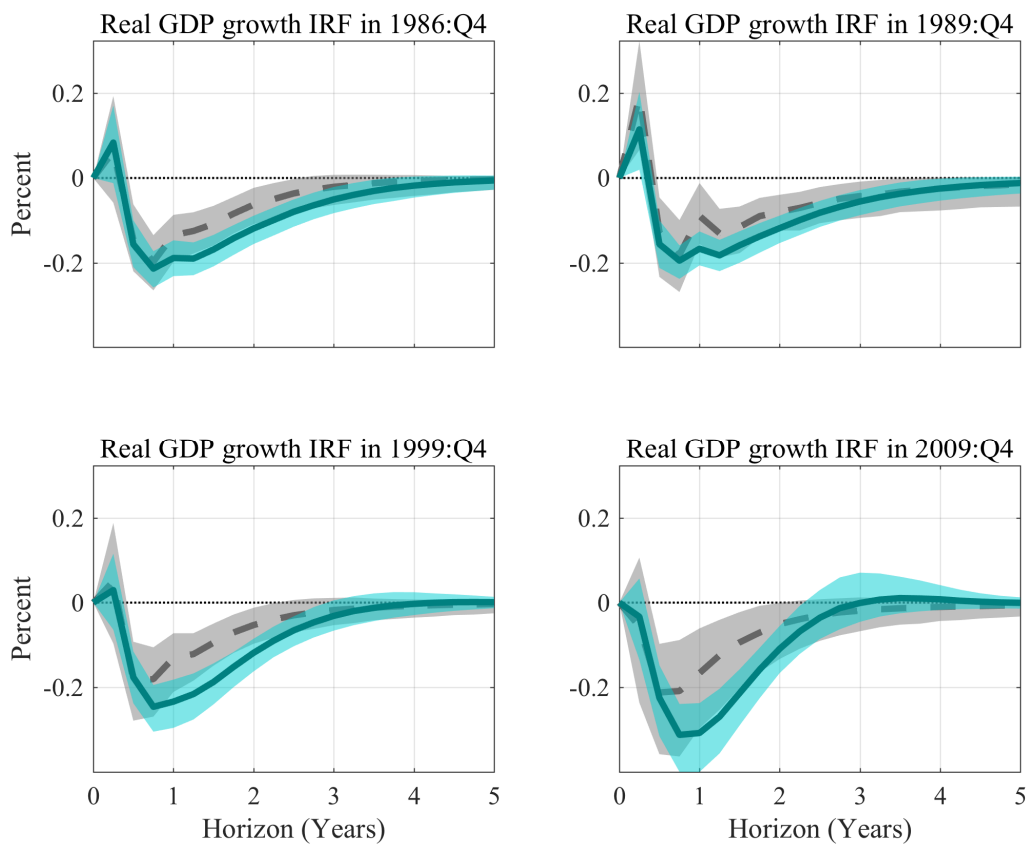 Real GDP growth IRF in 1986:Q4
Real GDP growth IRF in 1989:Q4
Percent
0.2
0
-0.2
0.2
0
-0.2
Real GDP growth IRF in 1999:Q4
Real GDP growth IRF in 2009:Q4
Percent
0.2
0
-0.2
0 1 2 3 4 5
Horizon (Years)
0.2
0
-0.2
0 1 2 3 4 5
Horizon (Years)